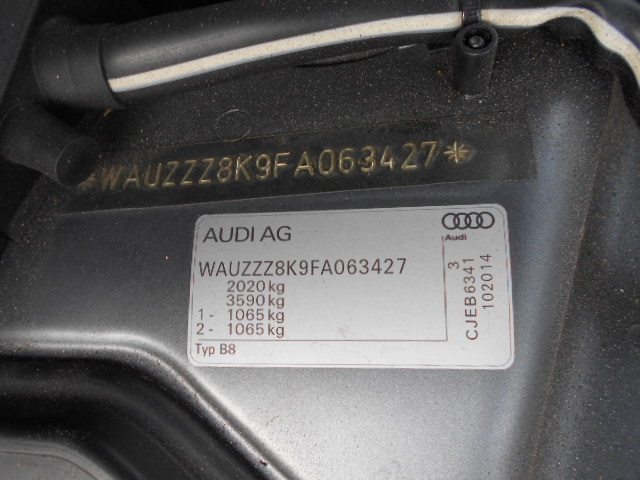 *WAUZZZ8K9FA063427*
AUDI AG
Audi
WAUZZZ8K9FA063427
2020 kg
3590 kg
1 - 1065 kg
2 - 1065 kg
Typ B8
3
CJEB6341
102014